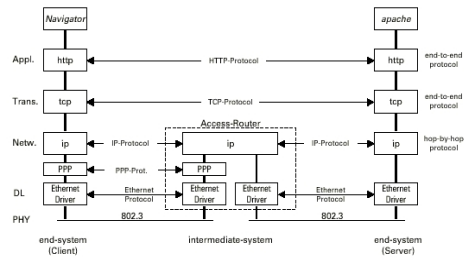 Navigator
apache
Appl.
http
HTTP-Protocol
http
end-to-end
protocol
Trans.
tcp
TCP-Protocol
tcp
end-to-end
protocol
Access-Router
Netw.
ip
IP-Protocol
ip
IP-Protocol
ip
hop-by-hop
protocol
PPP
PPP-Prot.
PPP
DL
Ethernet
Driver
Ethernet
Protocol
Ethernet
Driver
Ethernet
Driver
Ethernet
Protocol
Ethernet
Driver
PHY
802.3
802.3
end-system
(Client)
intermediate-system
end-system
(Server)